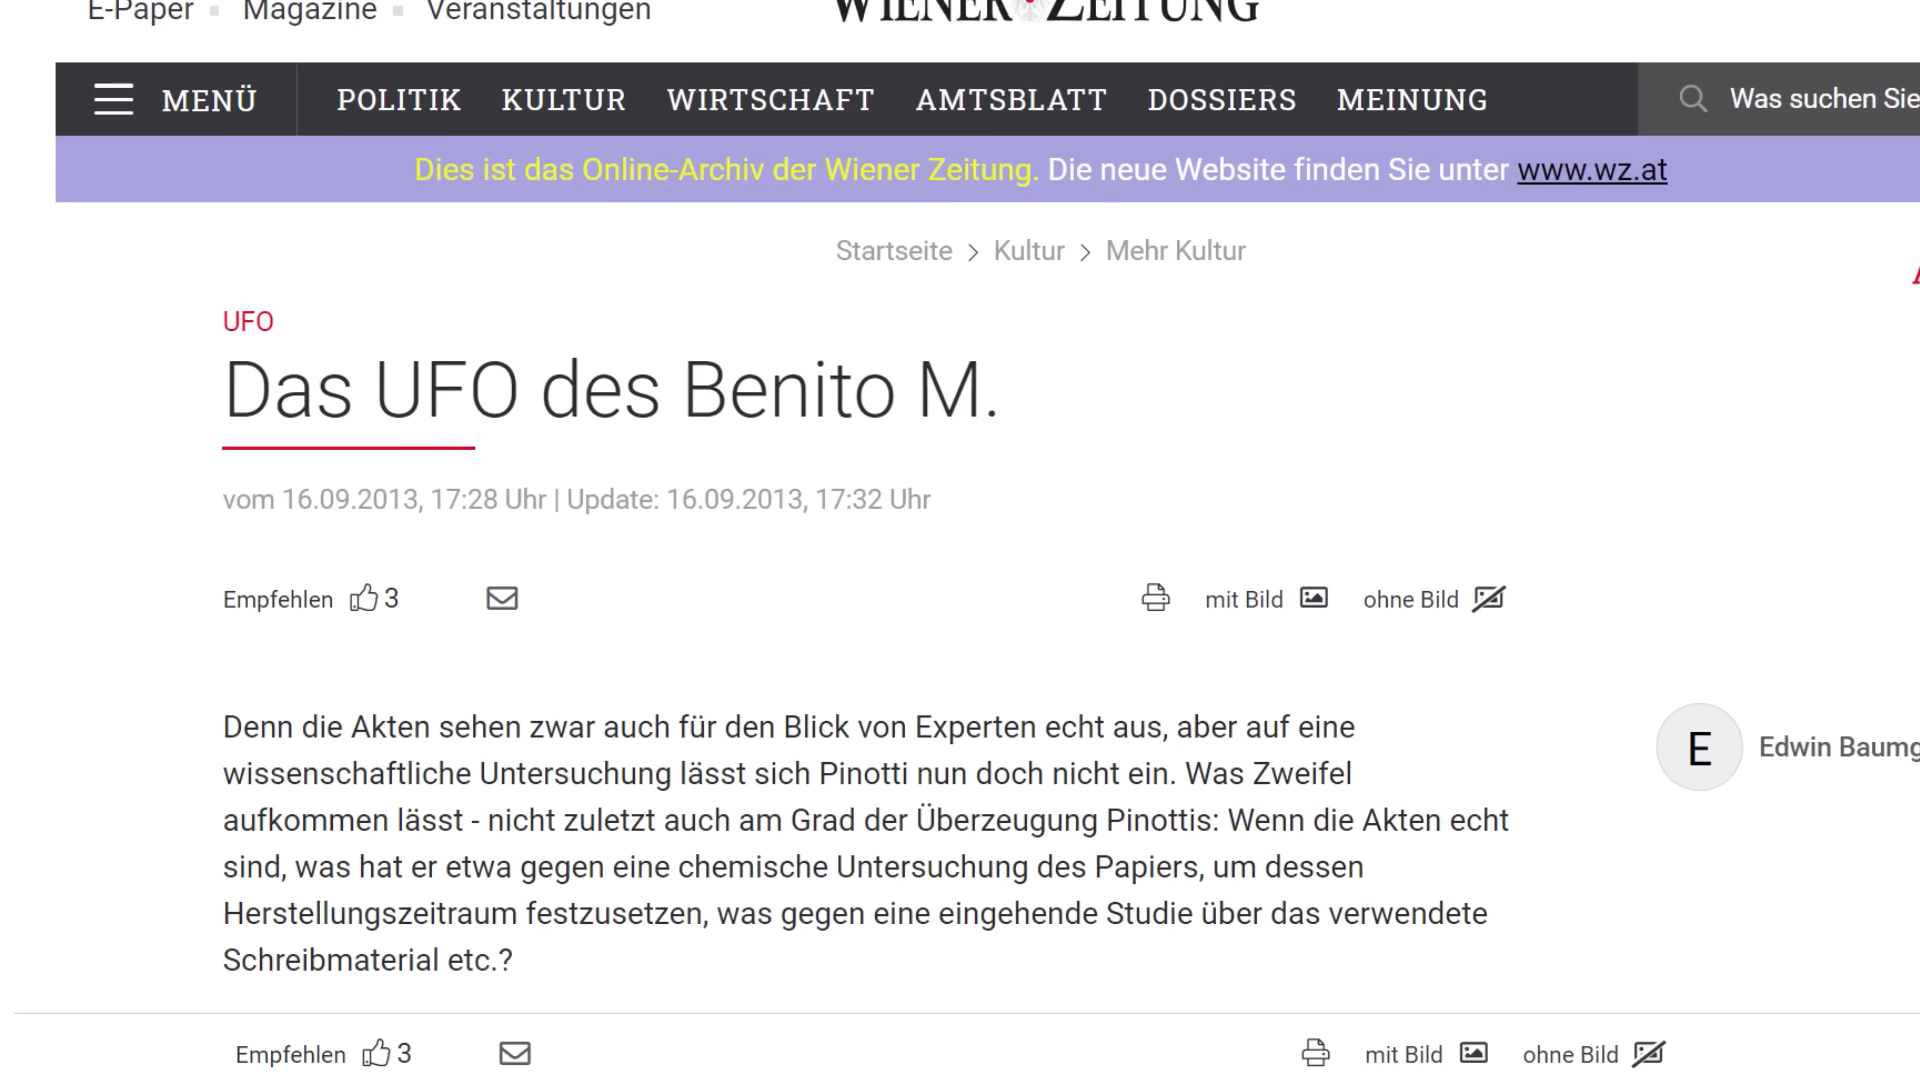 E-Paper Magazine Veranstaltungen
WIENER ZEITUNG
MENÜ POLITIK KULTUR WIRTSCHAFT AMTSBLATT DOSSIERS MEINUNG Was suchen Sie
Dies ist das Online-Archiv der Wiener Zeitung. Die neue Website finden Sie unter www.wz.at
Startseite > Kultur > Mehr Kultur
UFO
Das UFO des Benito M.
vom 16.09.2013, 17:28 Uhr | Update: 16.09.2013, 17:32 Uhr
Empfehlen 3 mit Bild ohne Bild
Denn die Akten sehen zwar auch für den Blick von Experten echt aus, aber auf eine
wissenschaftliche Untersuchung lässt sich Pinotti nun doch nicht ein. Was Zweifel
aufkommen lässt - nicht zuletzt auch am Grad der Überzeugung Pinottis: Wenn die Akten echt
sind, was hat er etwa gegen eine chemische Untersuchung des Papiers, um dessen
Herstellungszeitraum festzusetzen, was gegen eine eingehende Studie über das verwendete
Schreibmaterial etc.?
E Edwin Baumg
Empfehlen 3 mit Bild ohne Bild